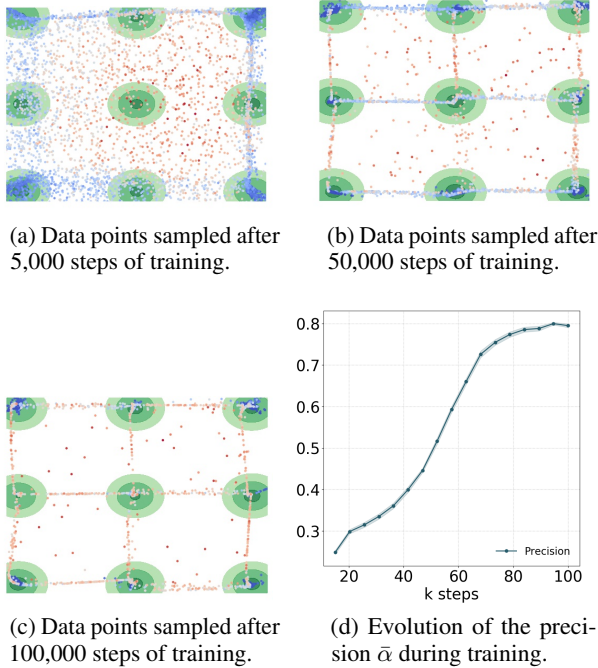 (a) Data points sampled after
5,000 steps of training.
(b) Data points sampled after
50,000 steps of training.
0.8
0.7
0.6
0.5
0.4
0.3
20 40 60 80 100
k steps
Precision
(c) Data points sampled after
100,000 steps of training.
(d) Evolution of the preci-
sion ᾱ during training.